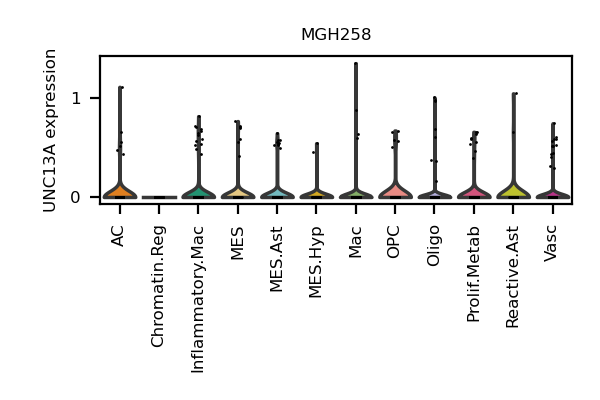 MGH258
UNC13A expression
1
0
AC
Chromatin.Reg
Inflammatory.Mac
MES
MES.Ast
MES.Hyp
Mac
OPC
Oligo
Prolif.Metab
Reactive.Ast
Vasc